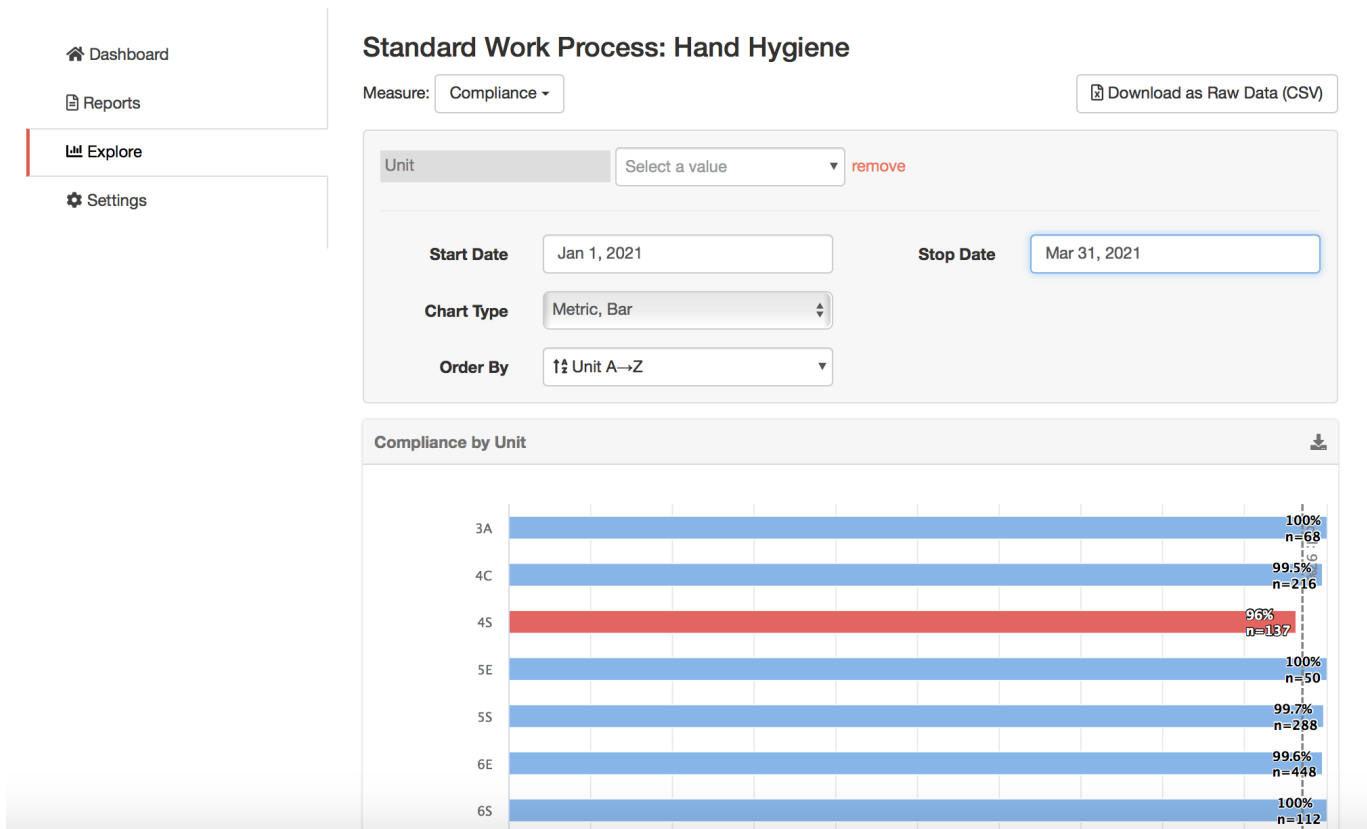 Dashboard
Reports
Explore
Settings
Standard Work Process: Hand Hygiene
Measure: Compliance
Download as Raw Data (CSV)
Unit Select a value remove
Start Date Jan 1, 2021 Stop Date Mar 31, 2021
Chart Type Metric, Bar
Order By Unit A→Z
Compliance by Unit
3A 100%
n=68
4C 99.5%
n=216
4S 96%
n=137
5E 100%
n=50
5S 99.7%
n=288
6E 99.6%
n=448
6S 100%
n=112